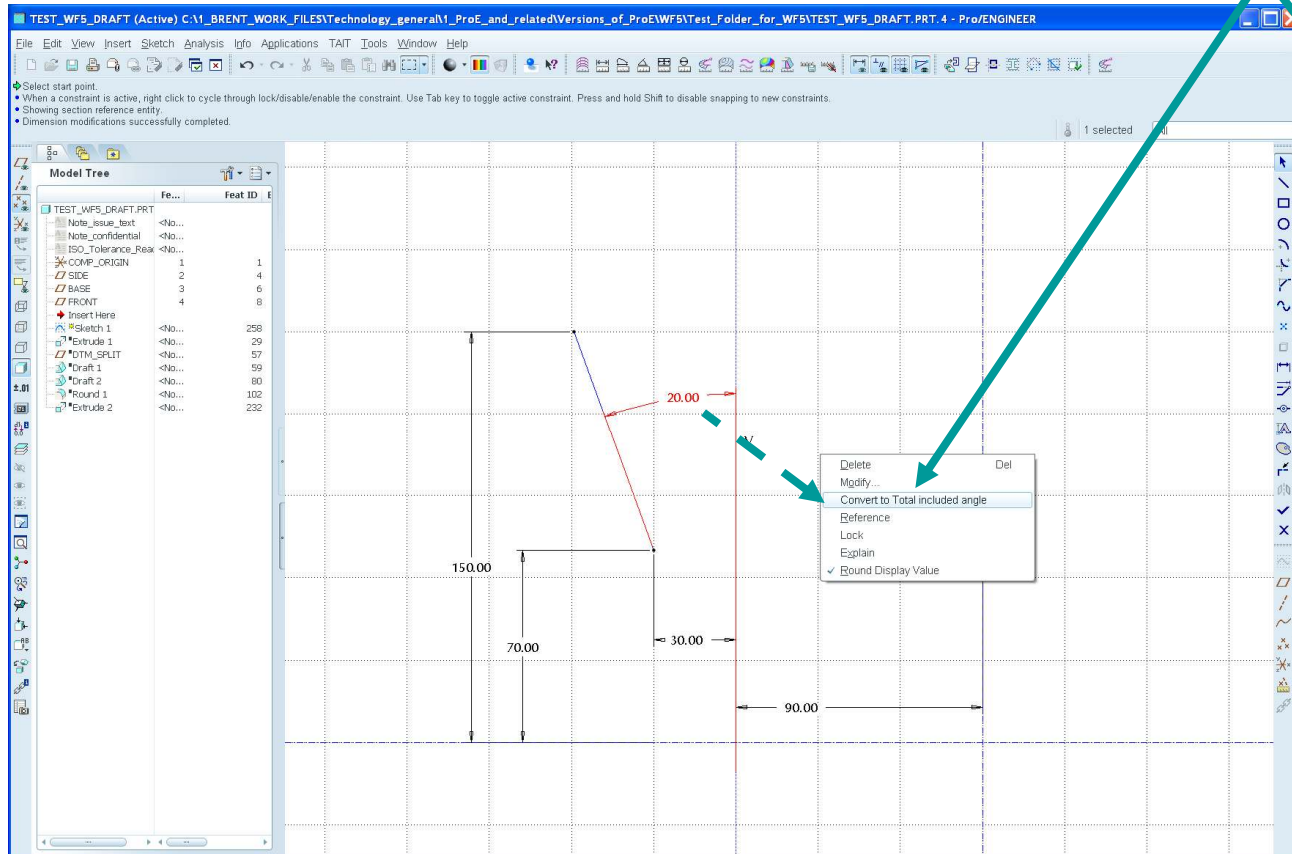 TEST_WF5_DRAFT (Active) C:\1_BRENT_WORK_FILES\Technology_general\1_ProE_and_related\Versions_of_ProE\WF5\Test_Folder_for_WF5\TEST_WF5_DRAFT.PRT.4 - Pro/ENGINEER
File Edit View Insert Sketch Analysis Info Applications TAIT Tools Window Help
Select start point.
• When a constraint is active, right click to cycle through lock/disable/enable the constraint. Use Tab key to toggle active constraint. Press and hold Shift to disable snapping to new constraints.
• Showing section reference entity.
• Dimension modifications successfully completed.
1 selected
Model Tree
Fe... Feat ID
TEST_WF5_DRAFT.PRT
Note_issue_text <No...
Note_confidential <No...
ISO_Tolerance_Rea <No...
COMP_ORIGIN 1 1
SIDE 2 4
BASE 3 6
FRONT 4 8
Insert Here
Sketch 1 <No... 258
Extrude 1 <No... 29
DTM_SPLIT <No... 57
Draft 1 <No... 59
Draft 2 <No... 80
Round 1 <No... 102
Extrude 2 <No... 232
20.00
V
Delete Del
Modify...
Convert to Total included angle
Reference
Lock
Explain
✓ Round Display Value
150.00
70.00
30.00
90.00
±.01